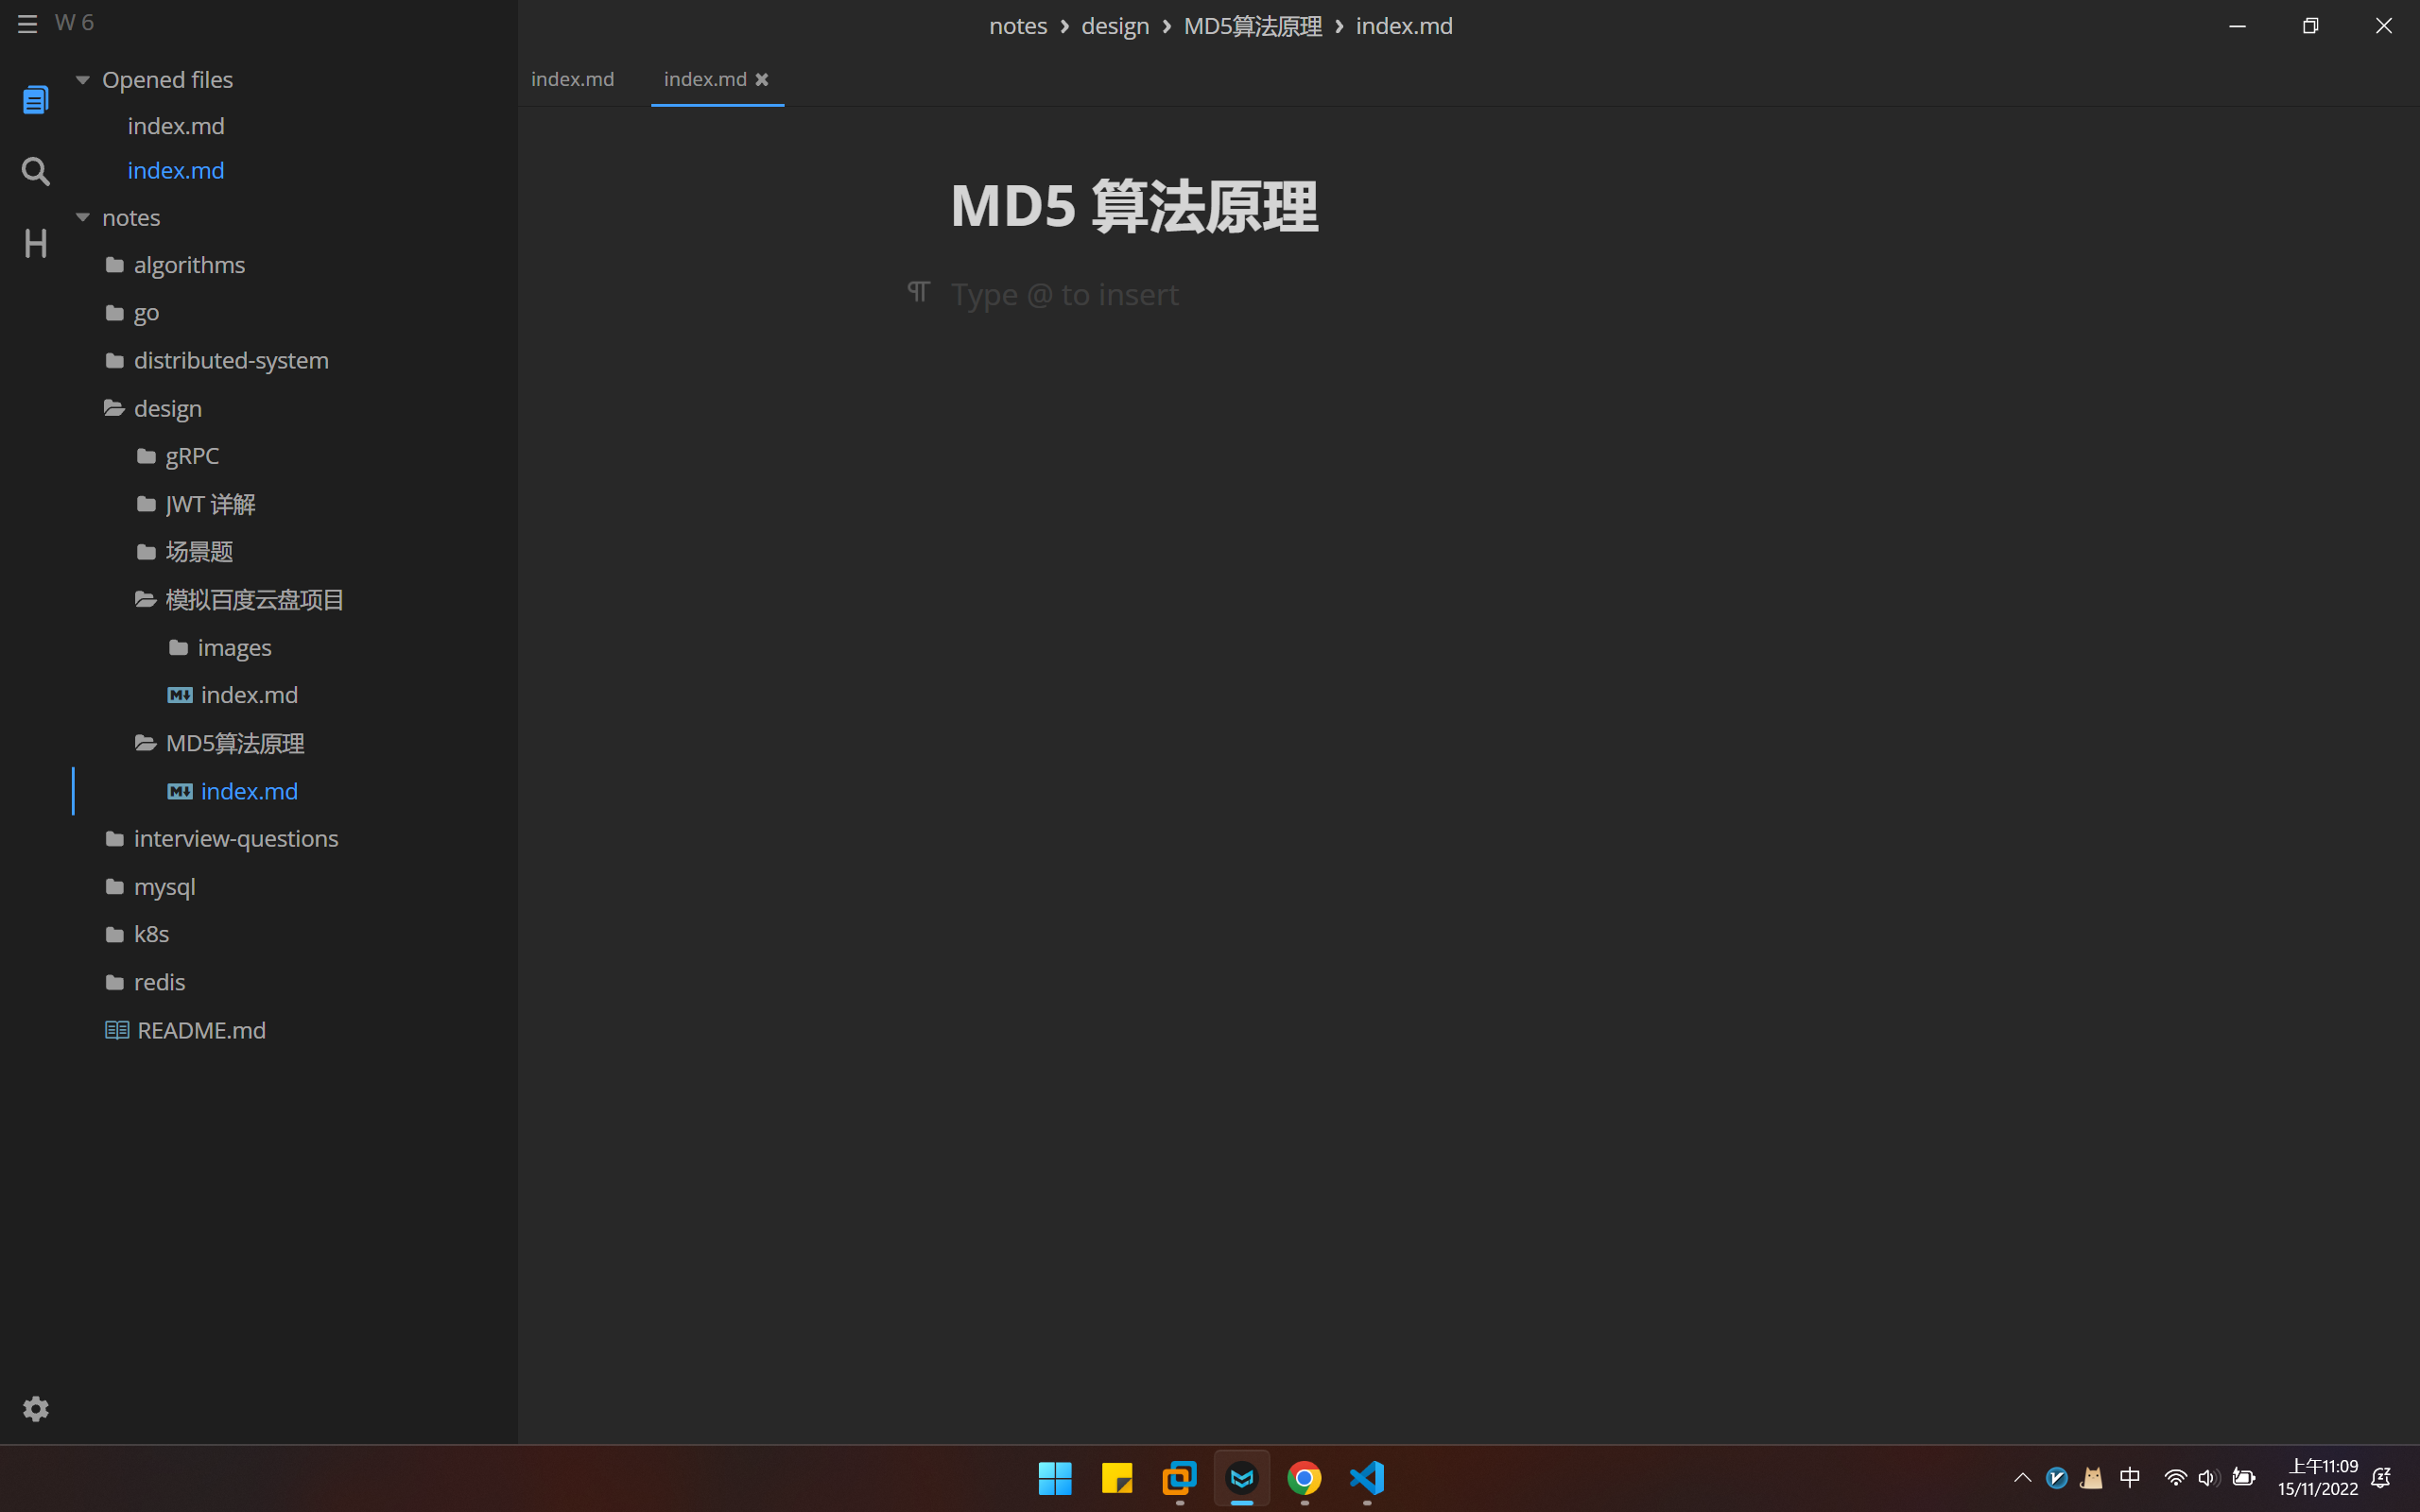 W 6
notes › design › MD5算法原理 › index.md
Opened files
index.md
index.md
notes
algorithms
go
distributed-system
design
gRPC
JWT 详解
场景题
模拟百度云盘项目
images
index.md
MD5算法原理
index.md
interview-questions
mysql
k8s
redis
README.md
index.md index.md
MD5 算法原理
Type @ to insert
中
上午11:09
15/11/2022